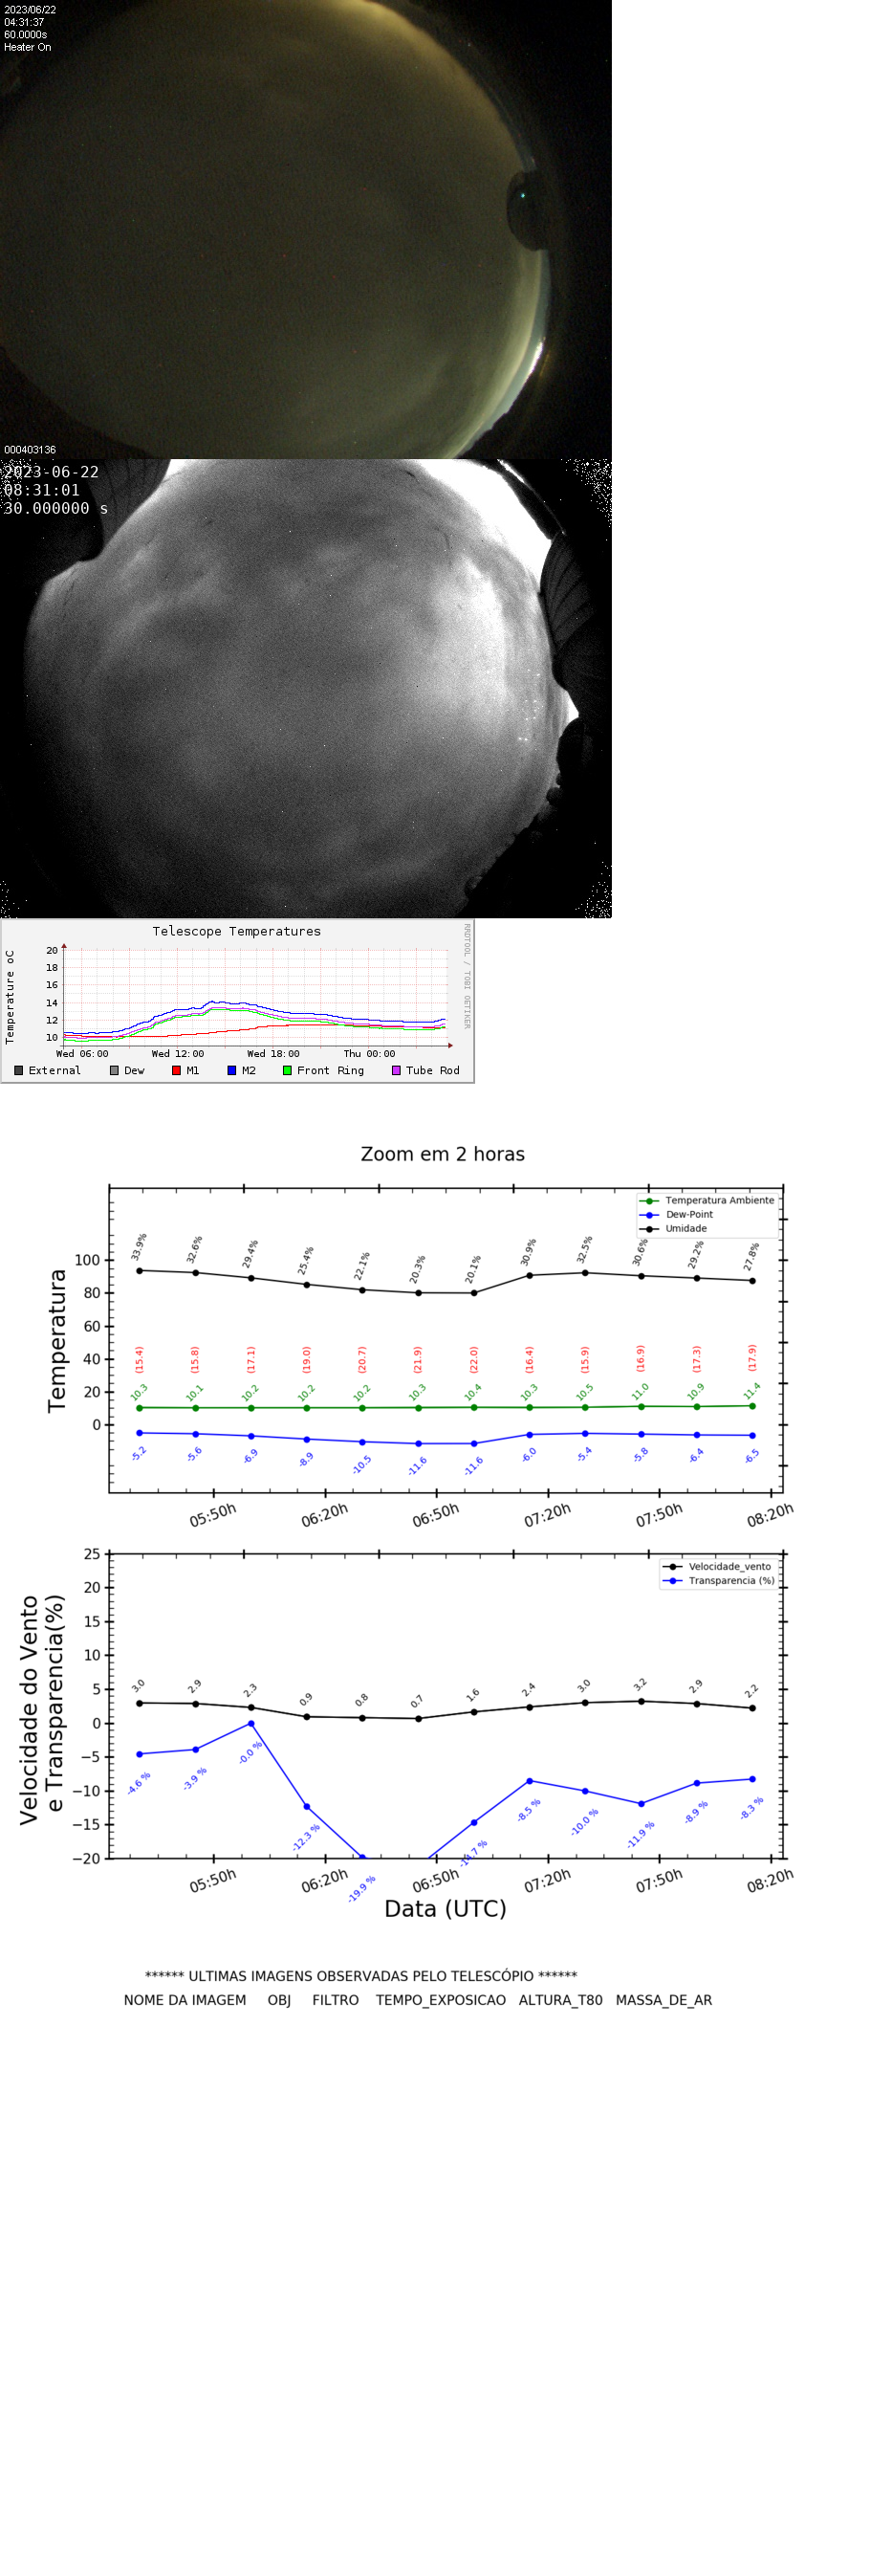 2023/06/22
04:31:37
60.0000s
Heater On
000403136
2023-06-22
08:31:01
30.000000 s
Telescope Temperatures
RRDTOOL / TOBI OETIKER
Temperature oC
20
18
16
14
12
10
Wed 06:00 Wed 12:00 Wed 18:00 Thu 00:00
External Dew M1 M2 Front Ring Tube Rod
Zoom em 2 horas
Temperatura Ambiente
Dew-Point
Umidade
Temperatura
100
80
60
40
20
0
33.9% 32.6% 29.4% 25.4% 22.1% 20.3% 20.1% 30.9% 32.5% 30.6% 29.2% 27.8%
(15.4) (15.8) (17.1) (19.0) (20.7) (21.9) (22.0) (16.4) (15.9) (16.9) (17.3) (17.9)
10.3 10.1 10.2 10.2 10.2 10.3 10.4 10.3 10.5 11.0 10.9 11.4
-5.2 -5.6 -6.9 -8.9 -10.5 -11.6 -11.6 -6.0 -5.4 -5.8 -6.4 -6.5
05:50h 06:20h 06:50h 07:20h 07:50h 08:20h
Velocidade_vento
Transparencia (%)
Velocidade do Vento
e Transparencia(%)
25
20
15
10
5
0
−5
−10
−15
−20
3.0 2.9 2.3 0.9 0.8 0.7 1.6 2.4 3.0 3.2 2.9 2.2
-4.6 % -3.9 % -0.0 % -12.3 % -19.9 % -14.7 % -8.5 % -10.0 % -11.9 % -8.9 % -8.3 %
05:50h 06:20h 06:50h 07:20h 07:50h 08:20h
Data (UTC)
****** ULTIMAS IMAGENS OBSERVADAS PELO TELESCÓPIO ******
NOME DA IMAGEM OBJ FILTRO TEMPO_EXPOSICAO ALTURA_T80 MASSA_DE_AR